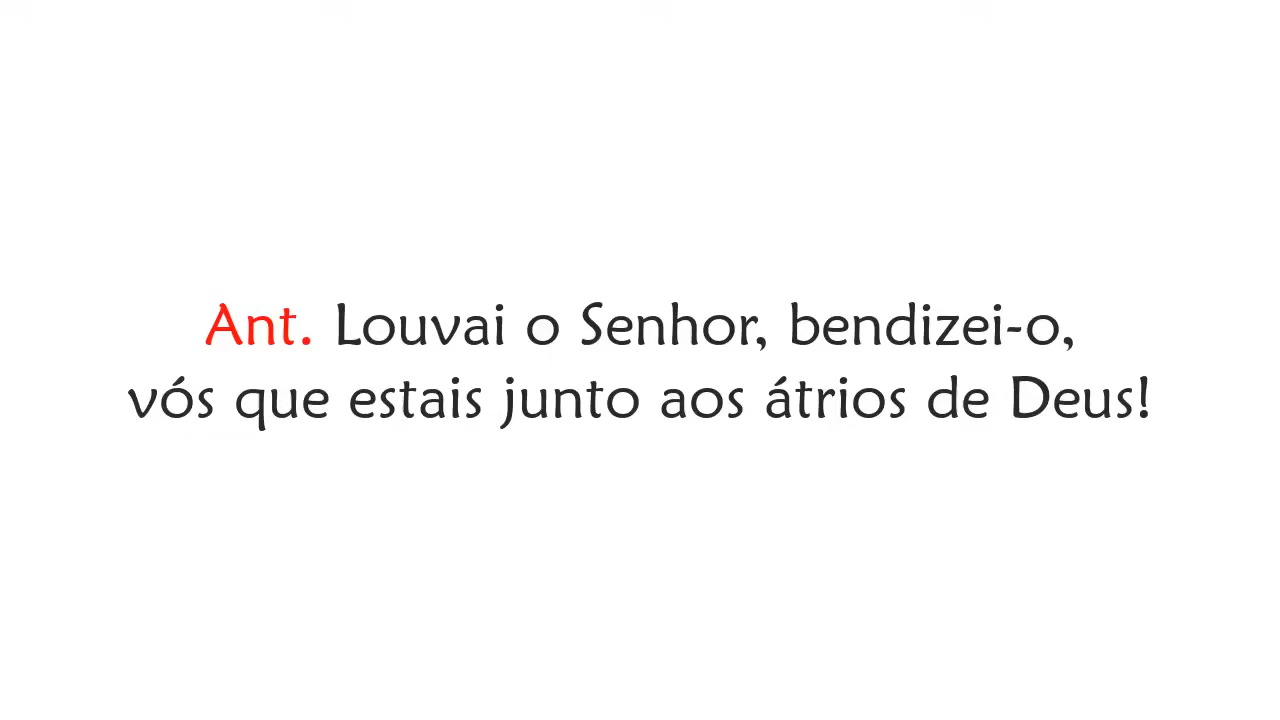 Ant. Louvai o Senhor, bendizei-o,
vós que estais junto aos átrios de Deus!